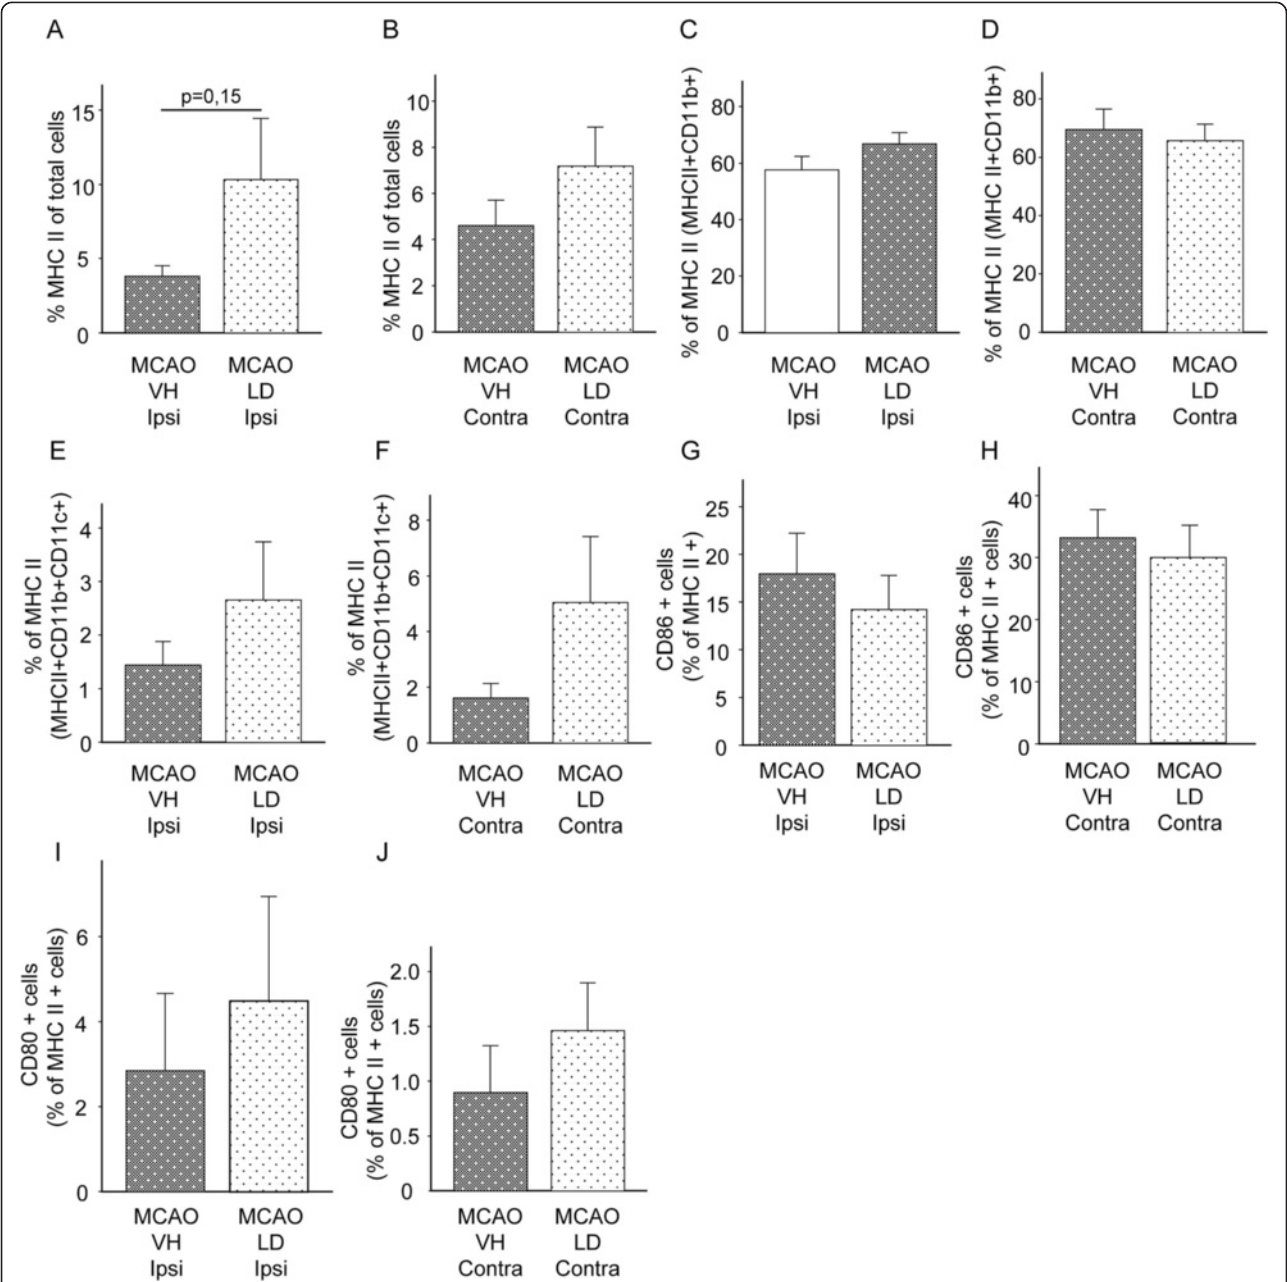 A
% MHC II of total cells
p=0,15
15
10
5
0
MCAO MCAO
VH LD
Ipsi Ipsi
B
% MHC II of total cells
10
8
6
4
2
0
MCAO MCAO
VH LD
Contra Contra
C
% of MHC II (MHCII+CD11b+)
80
60
40
20
0
MCAO MCAO
VH LD
Ipsi Ipsi
D
% of MHC II (MHC II+CD11b+)
80
60
40
20
0
MCAO MCAO
VH LD
Contra Contra
E
% of MHC II
(MHCII+CD11b+CD11c+)
4
3
2
1
0
MCAO MCAO
VH LD
Ipsi Ipsi
F
% of MHC II
(MHCII+CD11b+CD11c+)
8
6
4
2
0
MCAO MCAO
VH LD
Contra Contra
G
CD86 + cells
(% of MHC II +)
25
20
15
10
5
0
MCAO MCAO
VH LD
Ipsi Ipsi
H
CD86 + cells
(% of MHC II + cells)
40
30
20
10
0
MCAO MCAO
VH LD
Contra Contra
I
CD80 + cells
(% of MHC II + cells)
6
4
2
0
MCAO MCAO
VH LD
Ipsi Ipsi
J
CD80 + cells
(% of MHC II + cells)
2.0
1.5
1.0
0.5
0
MCAO MCAO
VH LD
Contra Contra